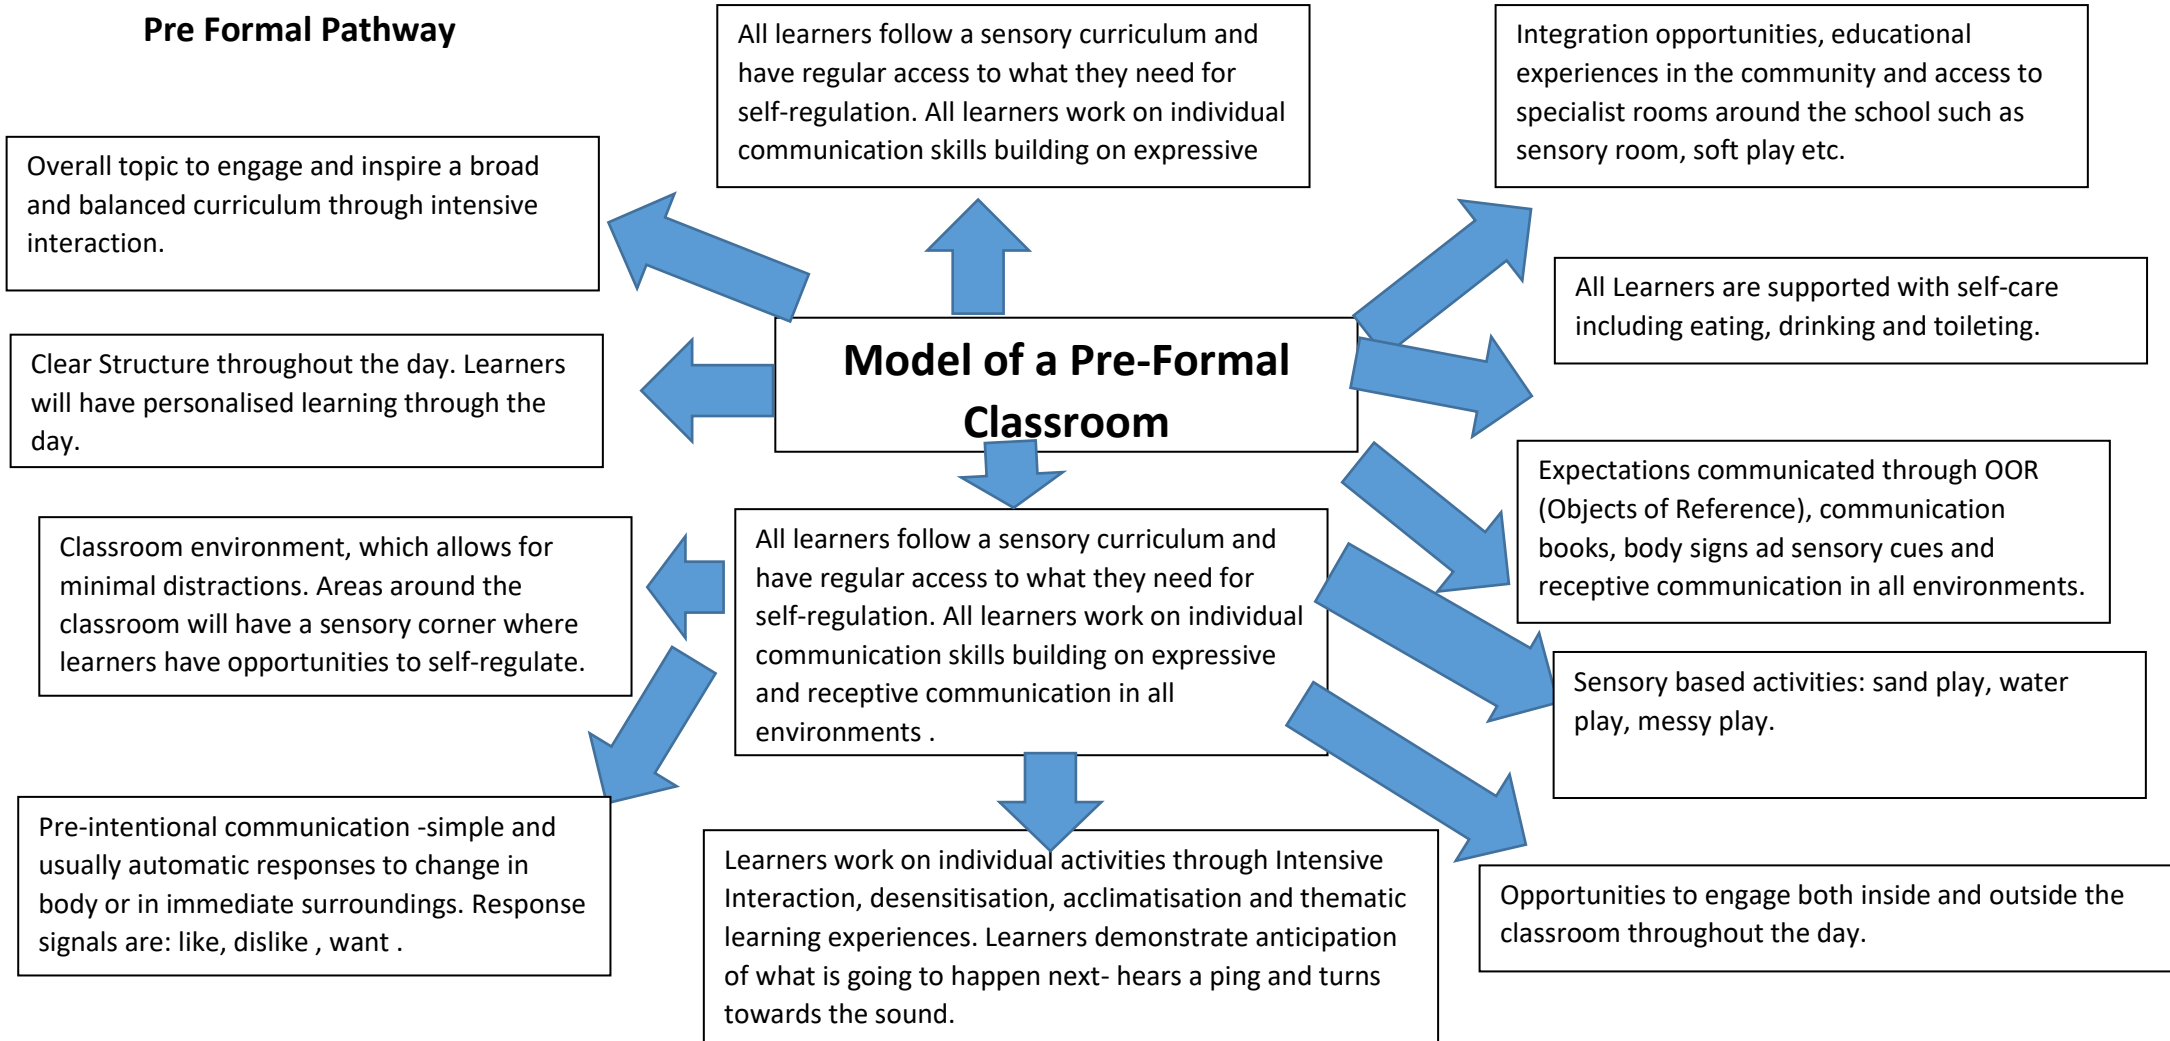 Pre Formal Pathway
All learners follow a sensory curriculum and
have regular access to what they need for
self-regulation. All learners work on individual
communication skills building on expressive
Integration opportunities, educational
experiences in the community and access to
specialist rooms around the school such as
sensory room, soft play etc.
Overall topic to engage and inspire a broad
and balanced curriculum through intensive
interaction.
All Learners are supported with self-care
including eating, drinking and toileting.
Clear Structure throughout the day. Learners
will have personalised learning through the
day.
Model of a Pre-Formal
Classroom
Expectations communicated through OOR
(Objects of Reference), communication
books, body signs ad sensory cues and
receptive communication in all environments.
Classroom environment, which allows for
minimal distractions. Areas around the
classroom will have a sensory corner where
learners have opportunities to self-regulate.
All learners follow a sensory curriculum and
have regular access to what they need for
self-regulation. All learners work on individual
communication skills building on expressive
and receptive communication in all
environments .
Sensory based activities: sand play, water
play, messy play.
Pre-intentional communication -simple and
usually automatic responses to change in
body or in immediate surroundings. Response
signals are: like, dislike , want .
Learners work on individual activities through Intensive
Interaction, desensitisation, acclimatisation and thematic
learning experiences. Learners demonstrate anticipation
of what is going to happen next- hears a ping and turns
towards the sound.
Opportunities to engage both inside and outside the
classroom throughout the day.